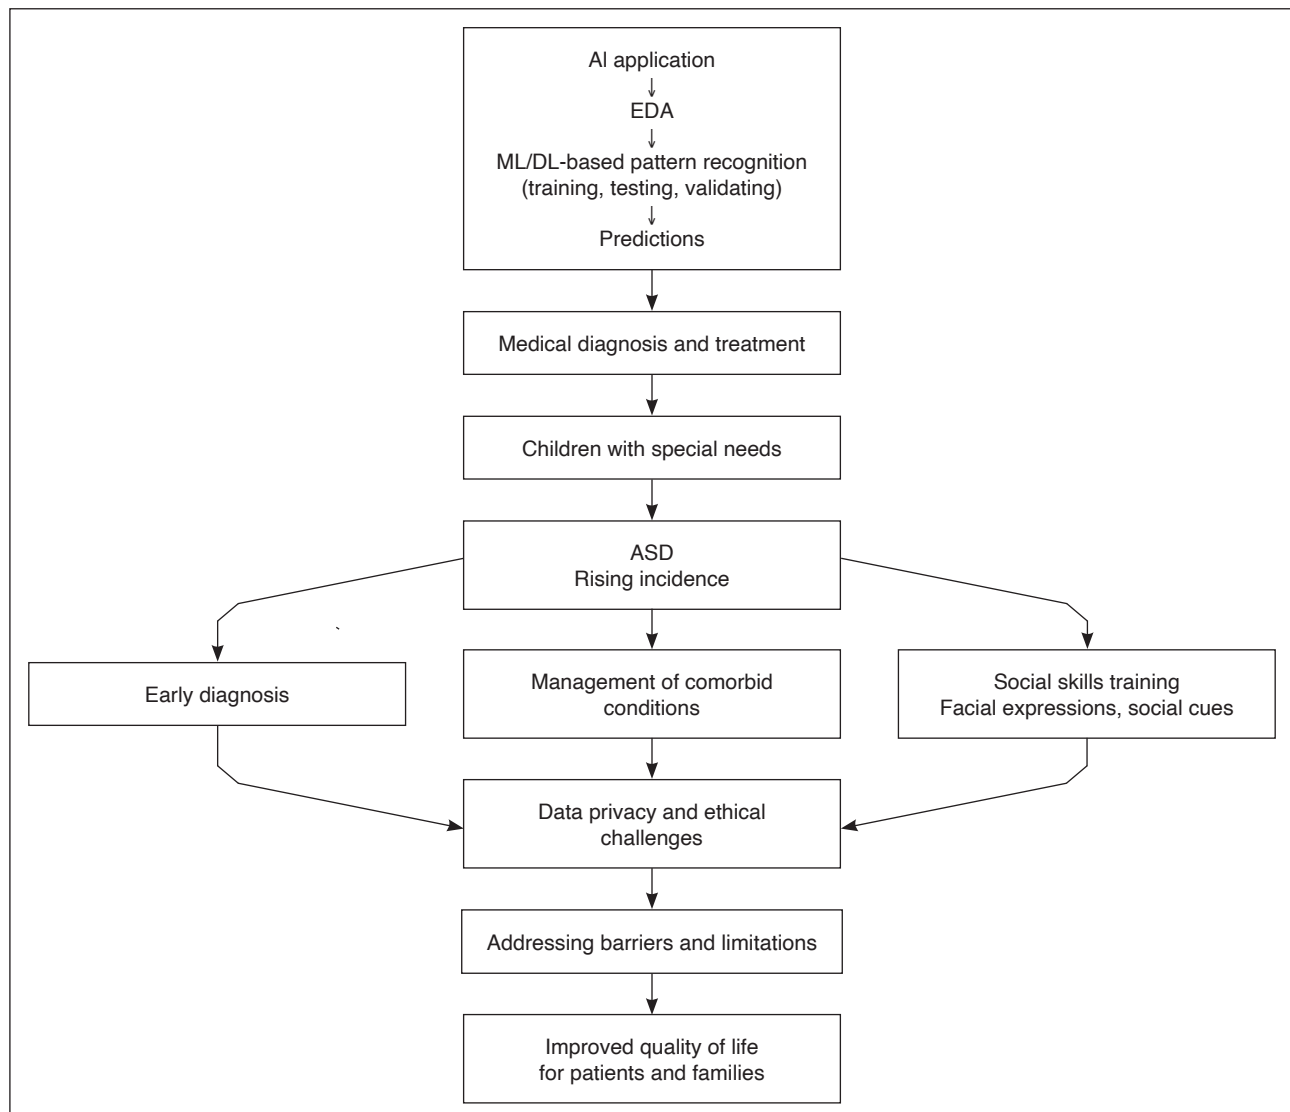 AI application
EDA
ML/DL-based pattern recognition
(training, testing, validating)
Predictions
Medical diagnosis and treatment
Children with special needs
ASD
Rising incidence
Early diagnosis
Management of comorbid
conditions
Social skills training
Facial expressions, social cues
Data privacy and ethical
challenges
Addressing barriers and limitations
Improved quality of life
for patients and families